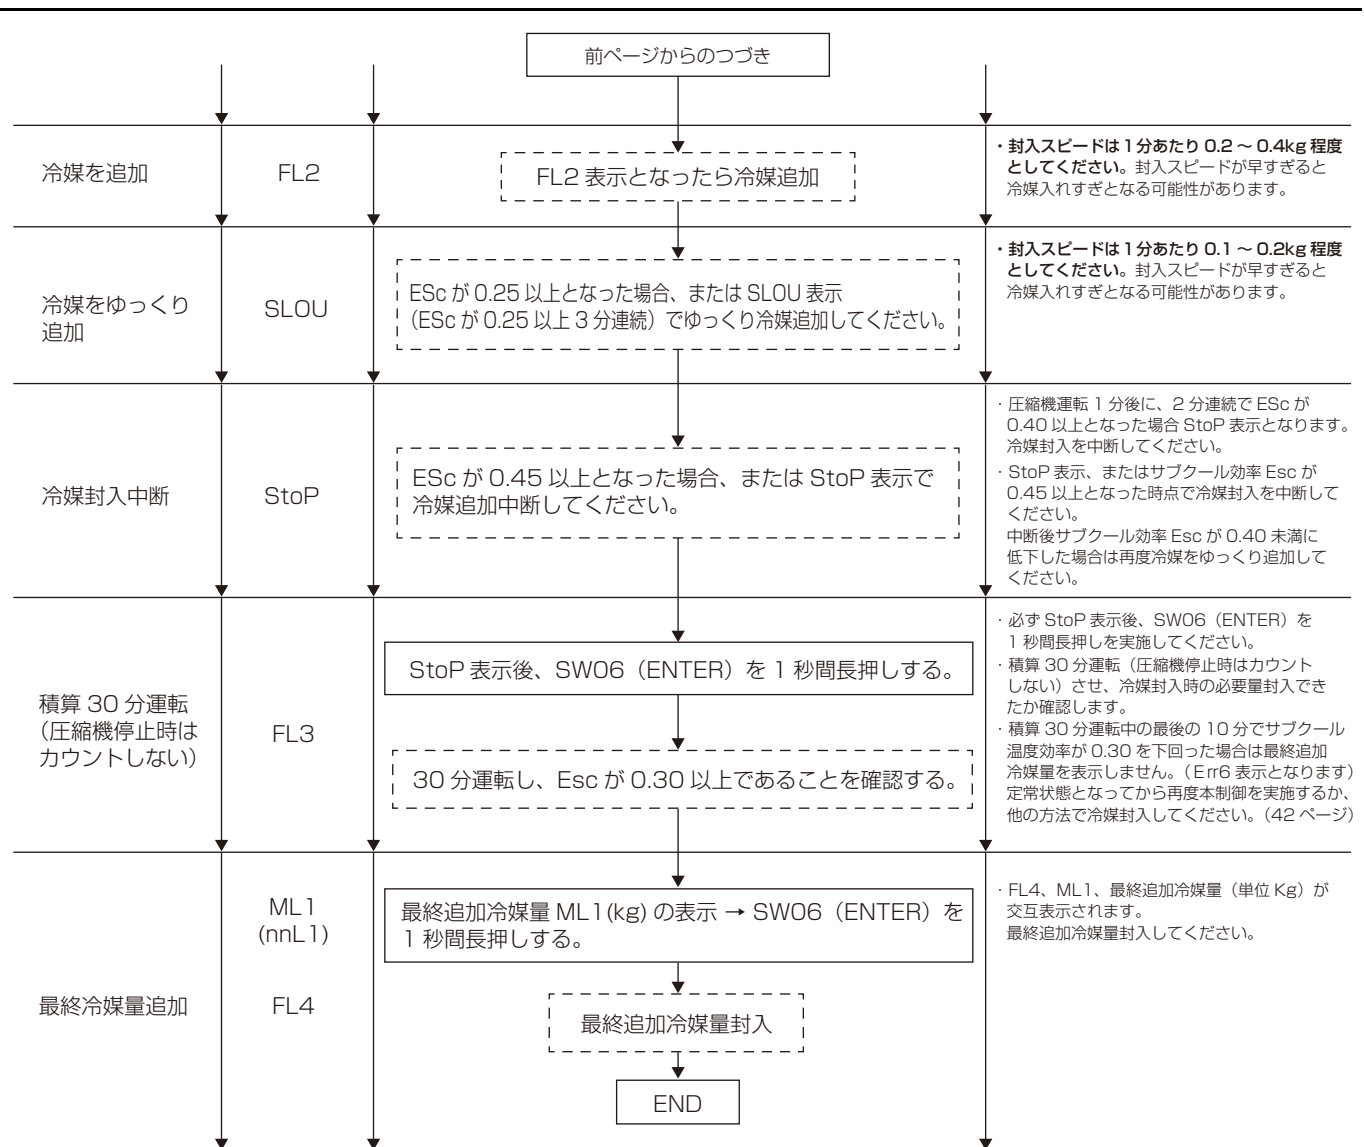 前ページからのつづき
冷媒を追加
FL2
FL2 表示となったら冷媒追加
・封入スピードは1分あたり 0.2 ～ 0.4kg 程度
としてください。封入スピードが早すぎると
冷媒入れすぎとなる可能性があります。
冷媒をゆっくり
追加
SLOU
ESc が 0.25 以上となった場合、または SLOU 表示
（ESc が 0.25 以上 3 分連続）でゆっくり冷媒追加してください。
・封入スピードは1分あたり 0.1 ～ 0.2kg 程度
としてください。封入スピードが早すぎると
冷媒入れすぎとなる可能性があります。
冷媒封入中断
StoP
ESc が 0.45 以上となった場合、または StoP 表示で
冷媒追加中断してください。
・圧縮機運転 1 分後に、2 分連続で ESc が
0.40 以上となった場合 StoP 表示となります。
冷媒封入を中断してください。
・StoP 表示、またはサブクール効率 Esc が
0.45 以上となった時点で冷媒封入を中断して
ください。
中断後サブクール効率 Esc が 0.40 未満に
低下した場合は再度冷媒をゆっくり追加して
ください。
積算 30 分運転
（圧縮機停止時は
カウントしない）
FL3
StoP 表示後、SW06（ENTER）を 1 秒間長押しする。
30 分運転し、Esc が 0.30 以上であることを確認する。
・必ず StoP 表示後、SW06（ENTER）を
1 秒間長押しを実施してください。
・積算 30 分運転（圧縮機停止時はカウント
しない）させ、冷媒封入時の必要量封入でき
たか確認します。
・積算 30 分運転中の最後の 10 分でサブクール
温度効率が 0.30 を下回った場合は最終追加
冷媒量を表示しません。（Err6 表示となります）
定常状態となってから再度本制御を実施するか、
他の方法で冷媒封入してください。（42 ページ）
最終冷媒量追加
ML1
(nnL1)
FL4
最終追加冷媒量 ML1(kg) の表示 → SW06（ENTER）を
1 秒間長押しする。
最終追加冷媒量封入
END
・FL4、ML1、最終追加冷媒量（単位 Kg）が
交互表示されます。
最終追加冷媒量封入してください。